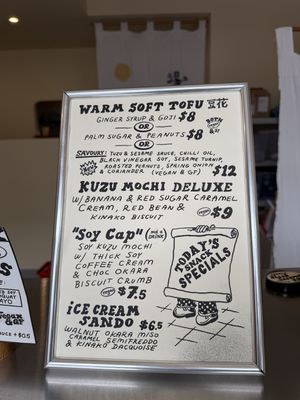 WARM SOFT TOFU 豆花
GINGER SYRUP & GOJI $8
OR
PALM SUGAR & PEANUTS $8
BOTH
OR
SAVOURY: YUZU & SESAME SAUCE, CHILLI OIL,
BLACK VINEGAR SOY, SESAME TURNIP,
ROASTED PEANUTS, SPRING ONION
& CORIANDER (VEGAN & GF) $12
KUZU MOCHI DELUXE
W/ BANANA & RED SUGAR CARAMEL
CREAM, RED BEAN &
KINAKO BISCUIT $9
"Soy Cap"
DRINK
SOY KUZU MOCHI
W/ THICK SOY
COFFEE CREAM
& CHOC OKARA
BISCUIT CRUMB
$7.5
TODAY'S
SNACK
SPECIALS
ICE CREAM
SANDO $6.5
WALNUT OKARA MISO
CARAMEL SEMIFREDDO
& KINAKO DACQUOISE